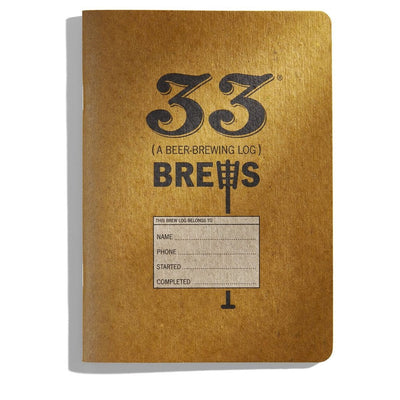 33®
(A BEER-BREWING LOG)
BREWS
THIS BREW LOG BELONGS TO
NAME
PHONE
STARTED
COMPLETED